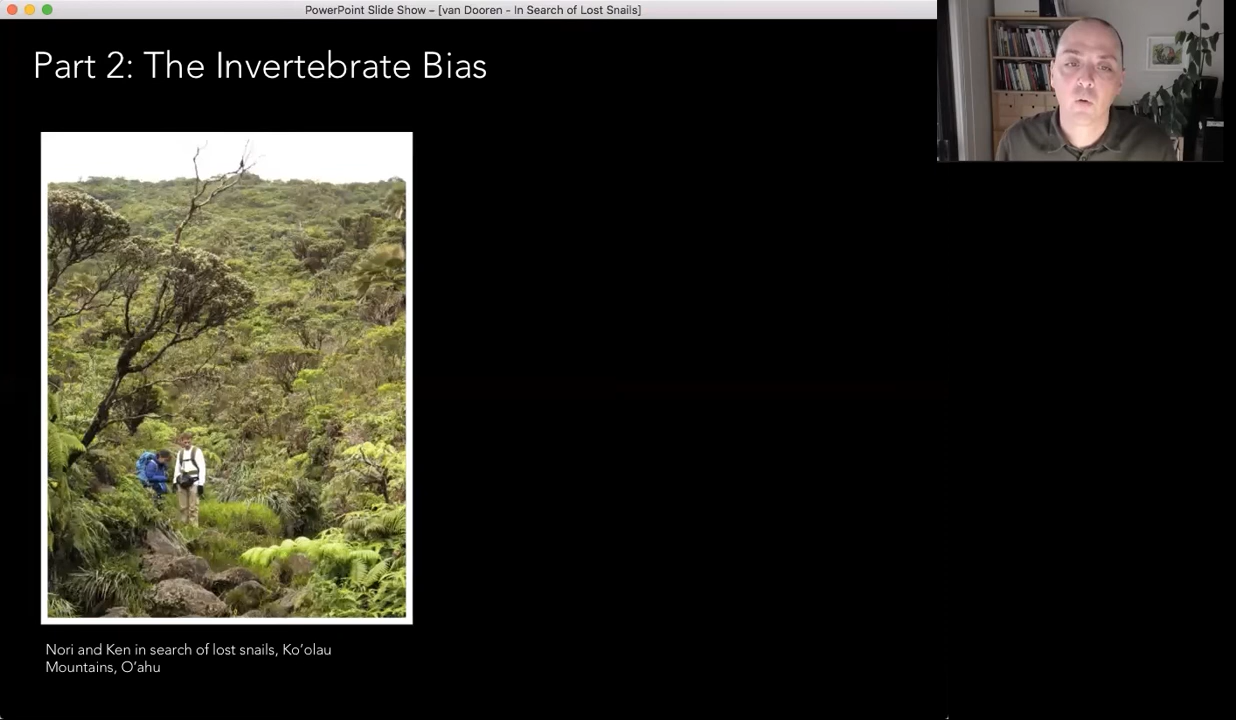 PowerPoint Slide Show – [van Dooren - In Search of Lost Snails]
Part 2: The Invertebrate Bias
Nori and Ken in search of lost snails, Ko’olau
Mountains, O’ahu